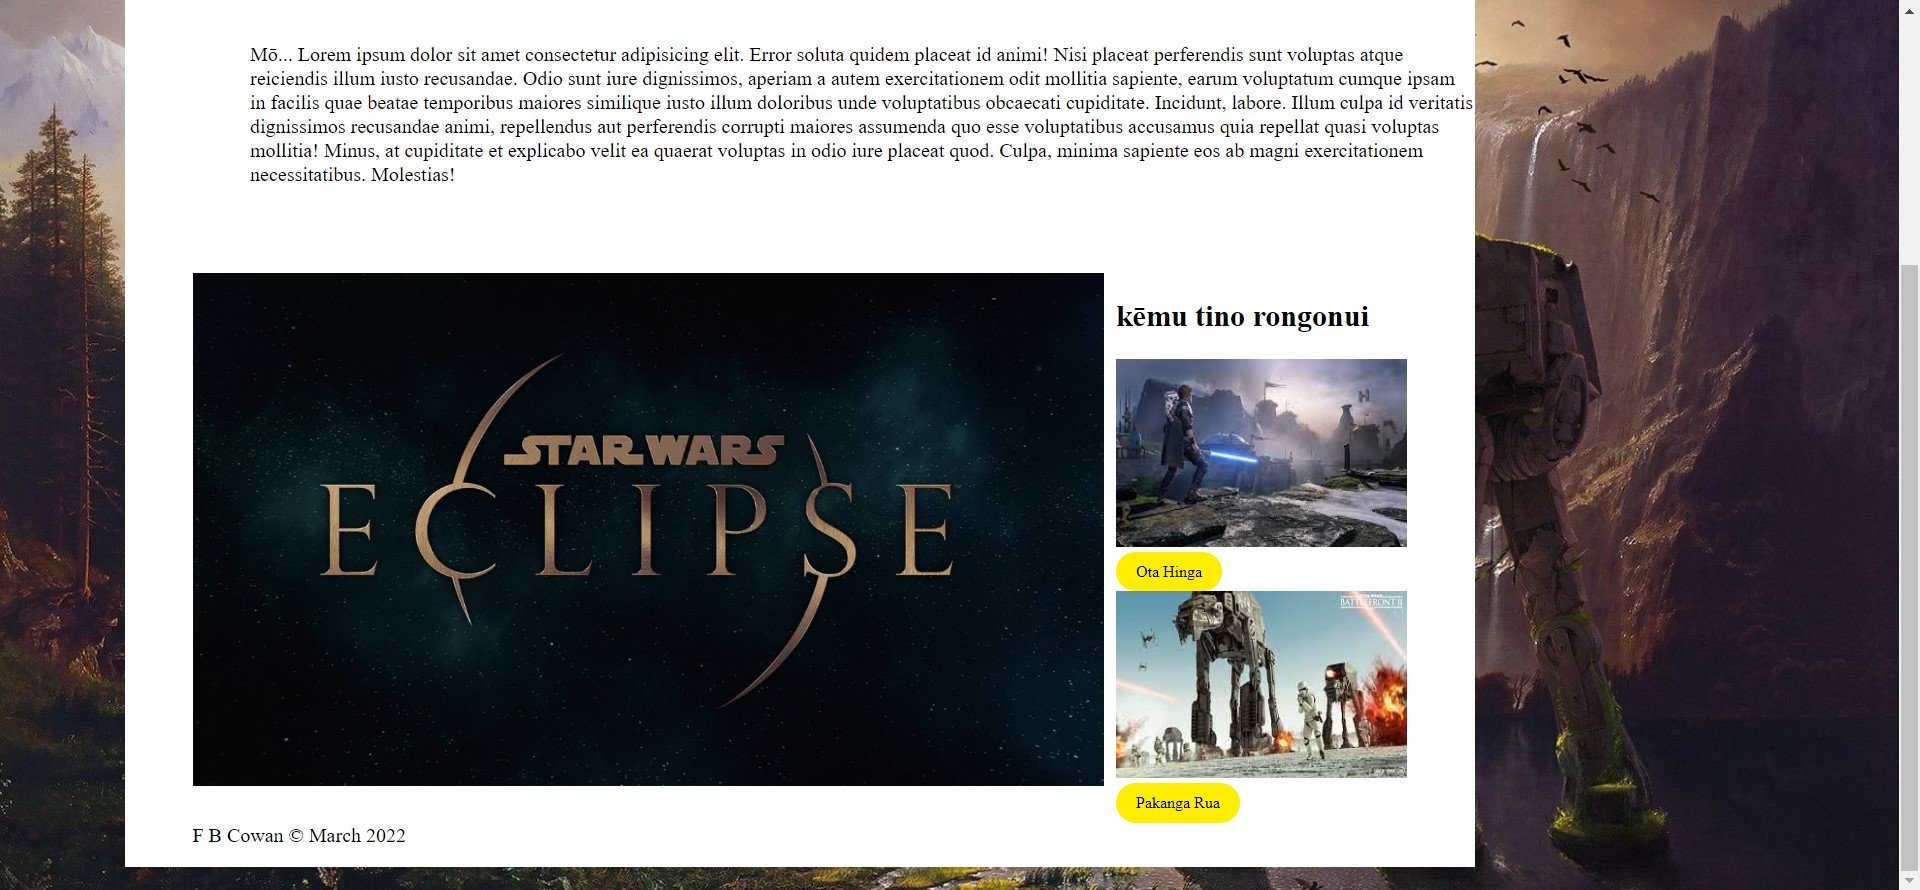 Mō... Lorem ipsum dolor sit amet consectetur adipisicing elit. Error soluta quidem placeat id animi! Nisi placeat perferendis sunt voluptas atque
reiciendis illum iusto recusandae. Odio sunt iure dignissimos, aperiam a autem exercitationem odit mollitia sapiente, earum voluptatum cumque ipsam
in facilis quae beatae temporibus maiores similique iusto illum doloribus unde voluptatibus obcaecati cupiditate. Incidunt, labore. Illum culpa id veritatis
dignissimos recusandae animi, repellendus aut perferendis corrupti maiores assumenda quo esse voluptatibus accusamus quia repellat quasi voluptas
mollitia! Minus, at cupiditate et explicabo velit ea quaerat voluptas in odio iure placeat quod. Culpa, minima sapiente eos ab magni exercitationem
necessitatibus. Molestias!
STAR WARS
ECLIPSE
kēmu tino rongonui
Ota Hinga
BATTLEFRONT II
Pakanga Rua
F B Cowan © March 2022